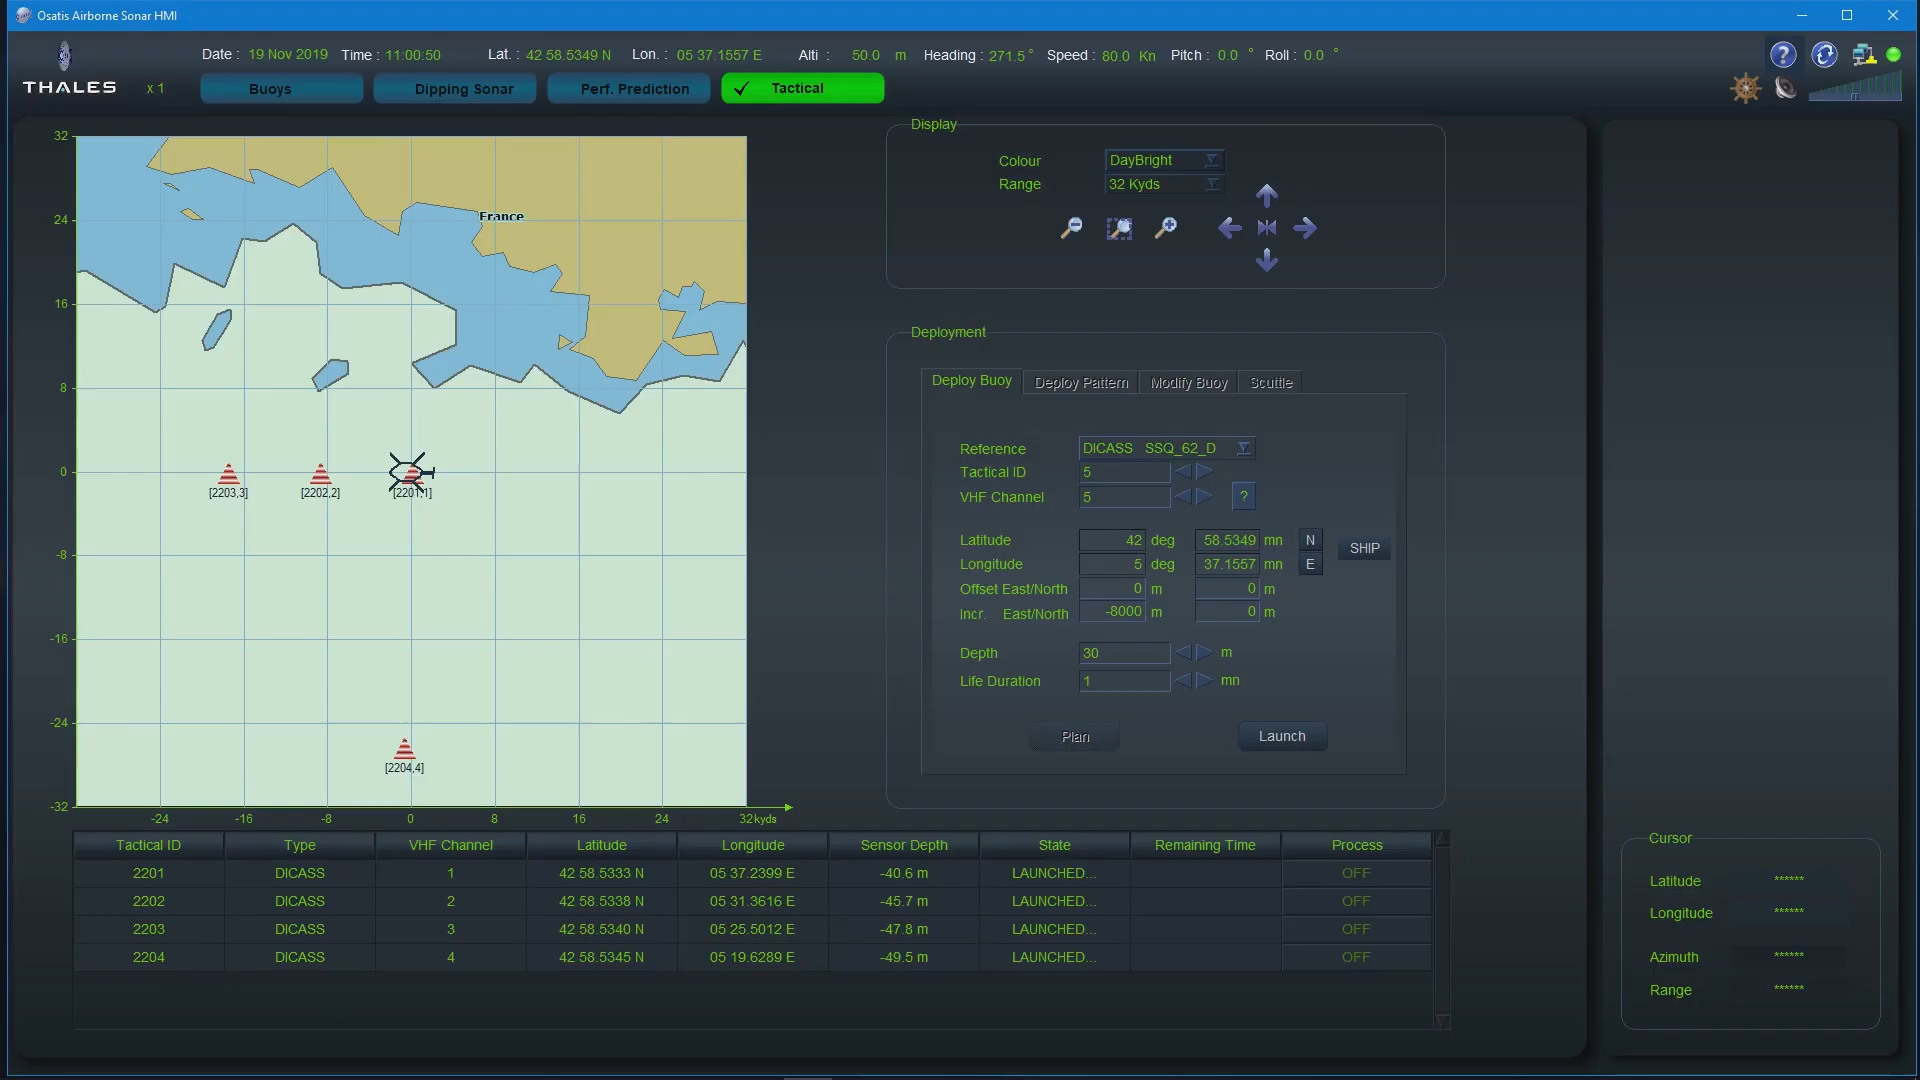 Osatis Airborne Sonar HMI
Date : 19 Nov 2019 Time : 11:00:50 Lat. : 42 58.5349 N Lon. : 05 37.1557 E Alti : 50.0 m Heading : 271.5 ° Speed : 80.0 Kn Pitch : 0.0 ° Roll : 0.0 °
THALES x 1 Buoys Dipping Sonar Perf. Prediction Tactical
Display
Colour DayBright
Range 32 Kyds
Deployment
Deploy Buoy Deploy Pattern Modify Buoy Scuttle
Reference DICASS SSQ_62_D
Tactical ID 5
VHF Channel 5 ?
Latitude 42 deg 58.5349 mn N SHIP
Longitude 5 deg 37.1557 mn E
Offset East/North 0 m 0 m
Incr. East/North -8000 m 0 m
Depth 30 m
Life Duration 1 mn
Plan Launch
32
24
16
8
0
-8
-16
-24
-32
France
[2203,3] [2202,2] [2201,1]
[2204,4]
-24 -16 -8 0 8 16 24 32kyds
Tactical ID Type VHF Channel Latitude Longitude Sensor Depth State Remaining Time Process
2201 DICASS 1 42 58.5333 N 05 37.2399 E -40.6 m LAUNCHED... OFF
2202 DICASS 2 42 58.5338 N 05 31.3616 E -45.7 m LAUNCHED... OFF
2203 DICASS 3 42 58.5340 N 05 25.5012 E -47.8 m LAUNCHED... OFF
2204 DICASS 4 42 58.5345 N 05 19.6289 E -49.5 m LAUNCHED... OFF
Cursor
Latitude ******
Longitude ******
Azimuth ******
Range ******